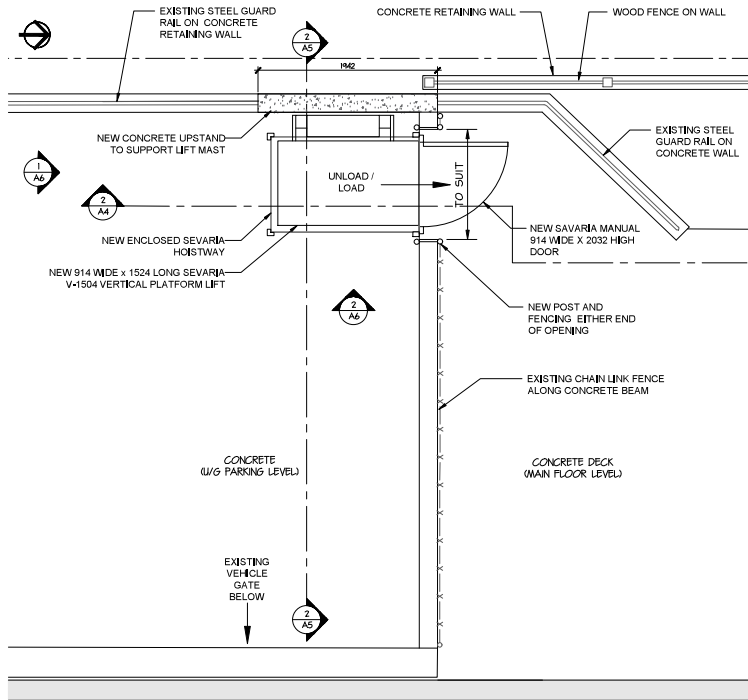 EXISTING STEEL GUARD
RAIL ON CONCRETE
RETAINING WALL
2
A5
CONCRETE RETAINING WALL
WOOD FENCE ON WALL
1942
NEW CONCRETE UPSTAND
TO SUPPORT LIFT MAST
EXISTING STEEL
GUARD RAIL ON
CONCRETE WALL
1
A6
UNLOAD /
LOAD
TO SUIT
2
A4
NEW ENCLOSED SEVARIA
HOISTWAY
NEW SAVARIA MANUAL
914 WIDE X 2032 HIGH
DOOR
NEW 914 WIDE x 1524 LONG SEVARIA
V-1504 VERTICAL PLATFORM LIFT
2
A6
NEW POST AND
FENCING EITHER END
OF OPENING
EXISTING CHAIN LINK FENCE
ALONG CONCRETE BEAM
CONCRETE
(U/G PARKING LEVEL)
CONCRETE DECK
(MAIN FLOOR LEVEL)
EXISTING
VEHICLE
GATE
BELOW
2
A5